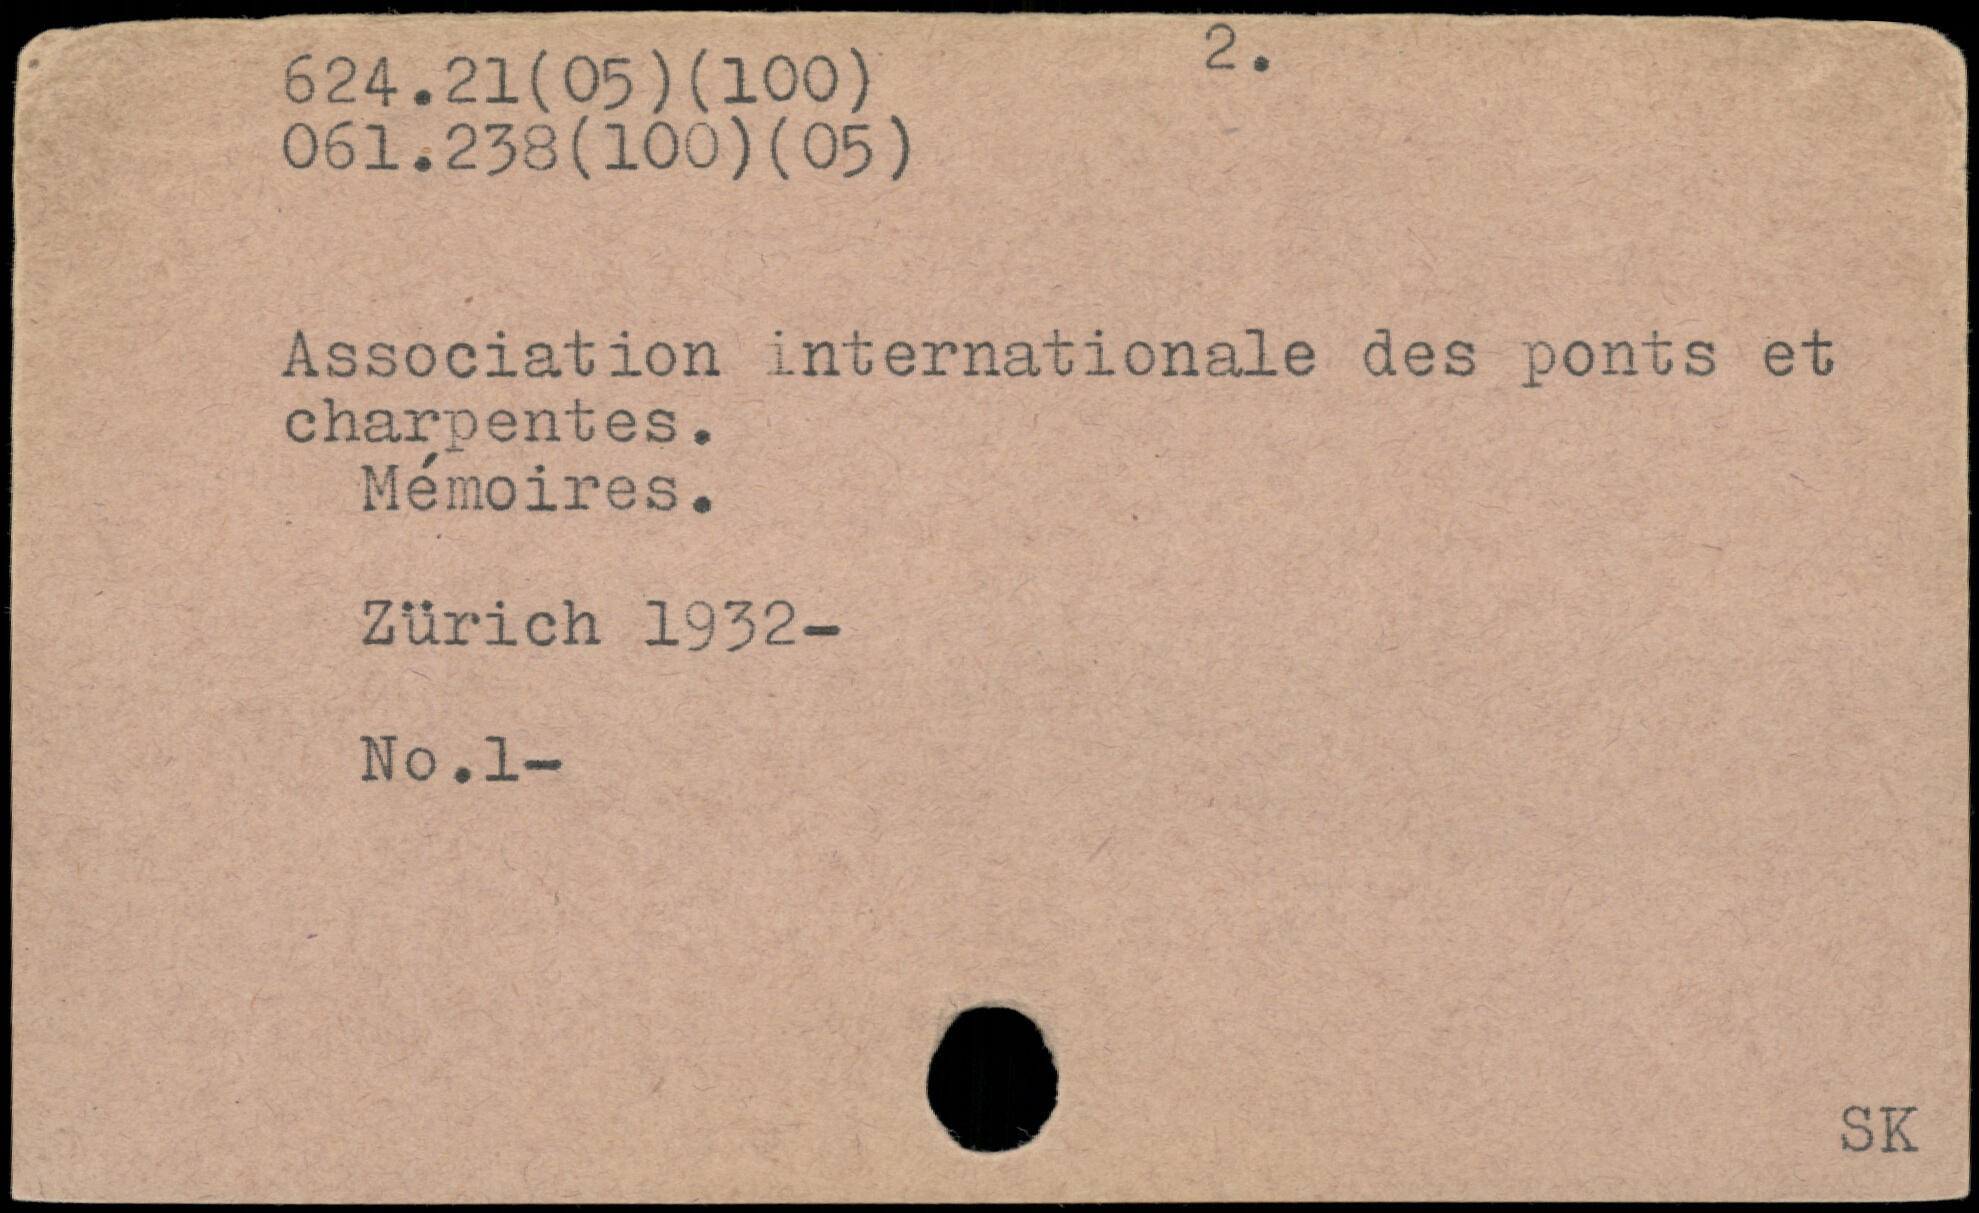 2.
624.21(05)(100)
061.238(100)(05)
Association internationale des ponts et
charpentes.
Mémoires.
Zürich 1932-
No.1-
SK